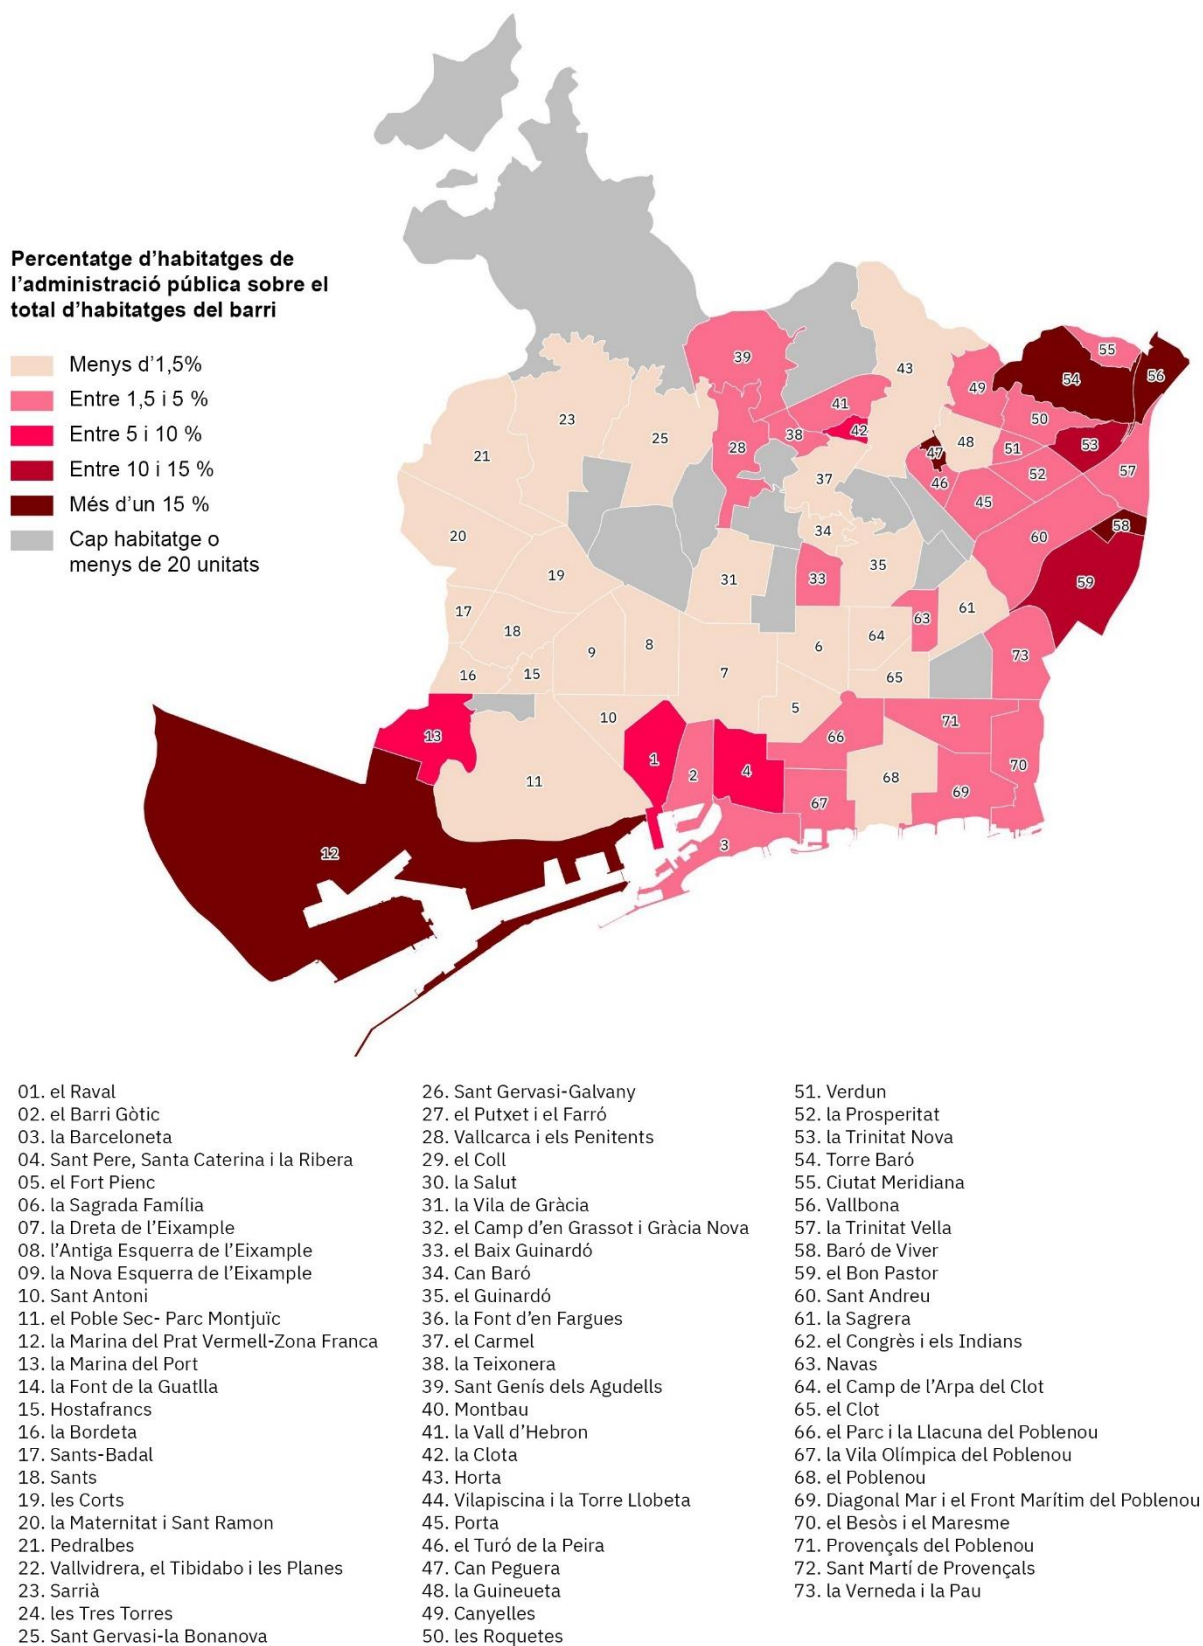 Percentatge d'habitatges de
l'administració pública sobre el
total d'habitatges del barri
Menys d'1,5%
Entre 1,5 i 5 %
Entre 5 i 10 %
Entre 10 i 15 %
Més d'un 15 %
Cap habitatge o
menys de 20 unitats
39
43
55
54
56
49
41
42
38
50
23
25
28
48
47
51
53
21
37
46
52
57
45
20
34
60
58
19
31
33
35
59
17
18
9
8
6
64
63
61
16
15
7
65
73
13
10
5
66
71
11
1
2
4
67
68
69
70
12
3
01. el Raval
02. el Barri Gòtic
03. la Barceloneta
04. Sant Pere, Santa Caterina i la Ribera
05. el Fort Pienc
06. la Sagrada Família
07. la Dreta de l'Eixample
08. l'Antiga Esquerra de l'Eixample
09. la Nova Esquerra de l'Eixample
10. Sant Antoni
11. el Poble Sec- Parc Montjuïc
12. la Marina del Prat Vermell-Zona Franca
13. la Marina del Port
14. la Font de la Guatlla
15. Hostafrancs
16. la Bordeta
17. Sants-Badal
18. Sants
19. les Corts
20. la Maternitat i Sant Ramon
21. Pedralbes
22. Vallvidrera, el Tibidabo i les Planes
23. Sarrià
24. les Tres Torres
25. Sant Gervasi-la Bonanova
26. Sant Gervasi-Galvany
27. el Putxet i el Farró
28. Vallcarca i els Penitents
29. el Coll
30. la Salut
31. la Vila de Gràcia
32. el Camp d'en Grassot i Gràcia Nova
33. el Baix Guinardó
34. Can Baró
35. el Guinardó
36. la Font d'en Fargues
37. el Carmel
38. la Teixonera
39. Sant Genís dels Agudells
40. Montbau
41. la Vall d'Hebron
42. la Clota
43. Horta
44. Vilapiscina i la Torre Llobeta
45. Porta
46. el Turó de la Peira
47. Can Peguera
48. la Guineueta
49. Canyelles
50. les Roquetes
51. Verdun
52. la Prosperitat
53. la Trinitat Nova
54. Torre Baró
55. Ciutat Meridiana
56. Vallbona
57. la Trinitat Vella
58. Baró de Viver
59. el Bon Pastor
60. Sant Andreu
61. la Sagrera
62. el Congrès i els Indians
63. Navas
64. el Camp de l'Arpa del Clot
65. el Clot
66. el Parc i la Llacuna del Poblenou
67. la Vila Olímpica del Poblenou
68. el Poblenou
69. Diagonal Mar i el Front Marítim del Poblenou
70. el Besòs i el Maresme
71. Provençals del Poblenou
72. Sant Martí de Provençals
73. la Verneda i la Pau